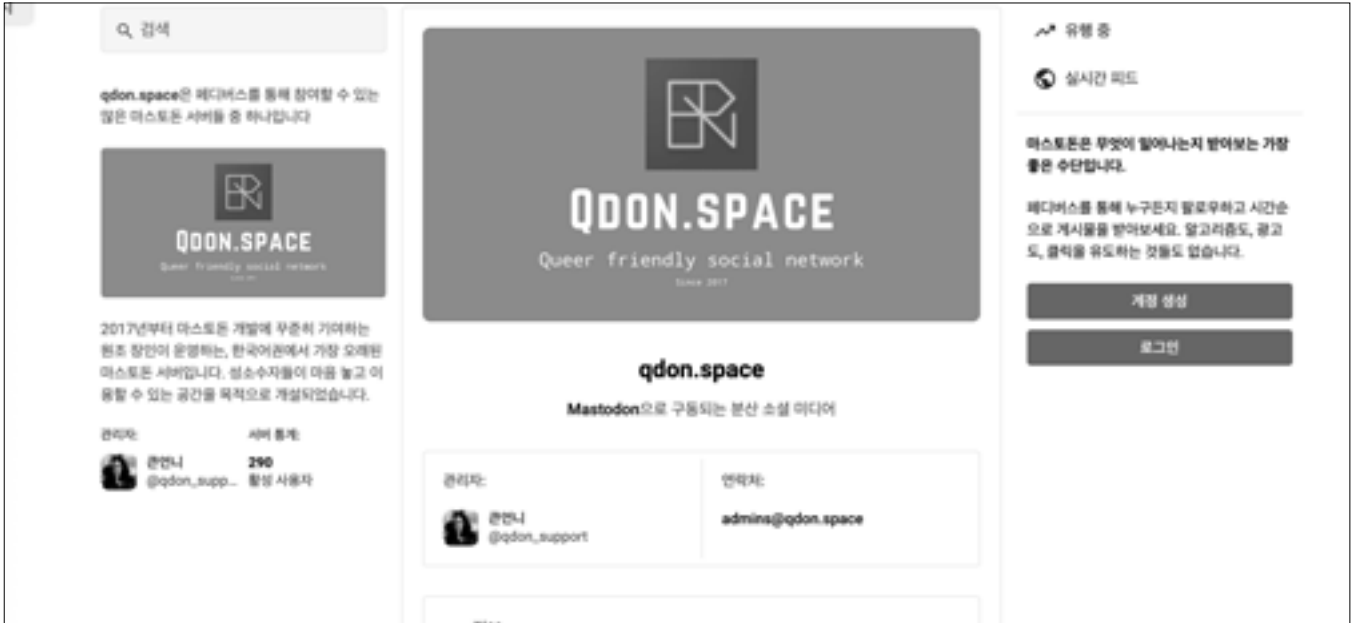 검색
qdon.space은 페디버스를 통해 참여할 수 있는
많은 마스토돈 서버들 중 하나입니다
QDON.SPACE
Queer friendly social network
2017년부터 마스토돈 개발에 꾸준히 기여하는
원조 장인이 운영하는, 한국어권에서 가장 오래된
마스토돈 서버입니다. 성소수자들이 마음 놓고 이
용할 수 있는 공간을 목적으로 개설되었습니다.
관리자:
서버 통계:
큰언니
@qdon_supp...
290
활성 사용자
QDON.SPACE
Queer friendly social network
Since 2017
qdon.space
Mastodon으로 구동되는 분산 소셜 미디어
관리자:
큰언니
@qdon_support
연락처:
admins@qdon.space
유행 중
실시간 피드
마스토돈은 무엇이 일어나는지 받아보는 가장
좋은 수단입니다.
페디버스를 통해 누구든지 팔로우하고 시간순
으로 게시물을 받아보세요. 알고리즘도, 광고
도, 클릭을 유도하는 것들도 없습니다.
계정 생성
로그인